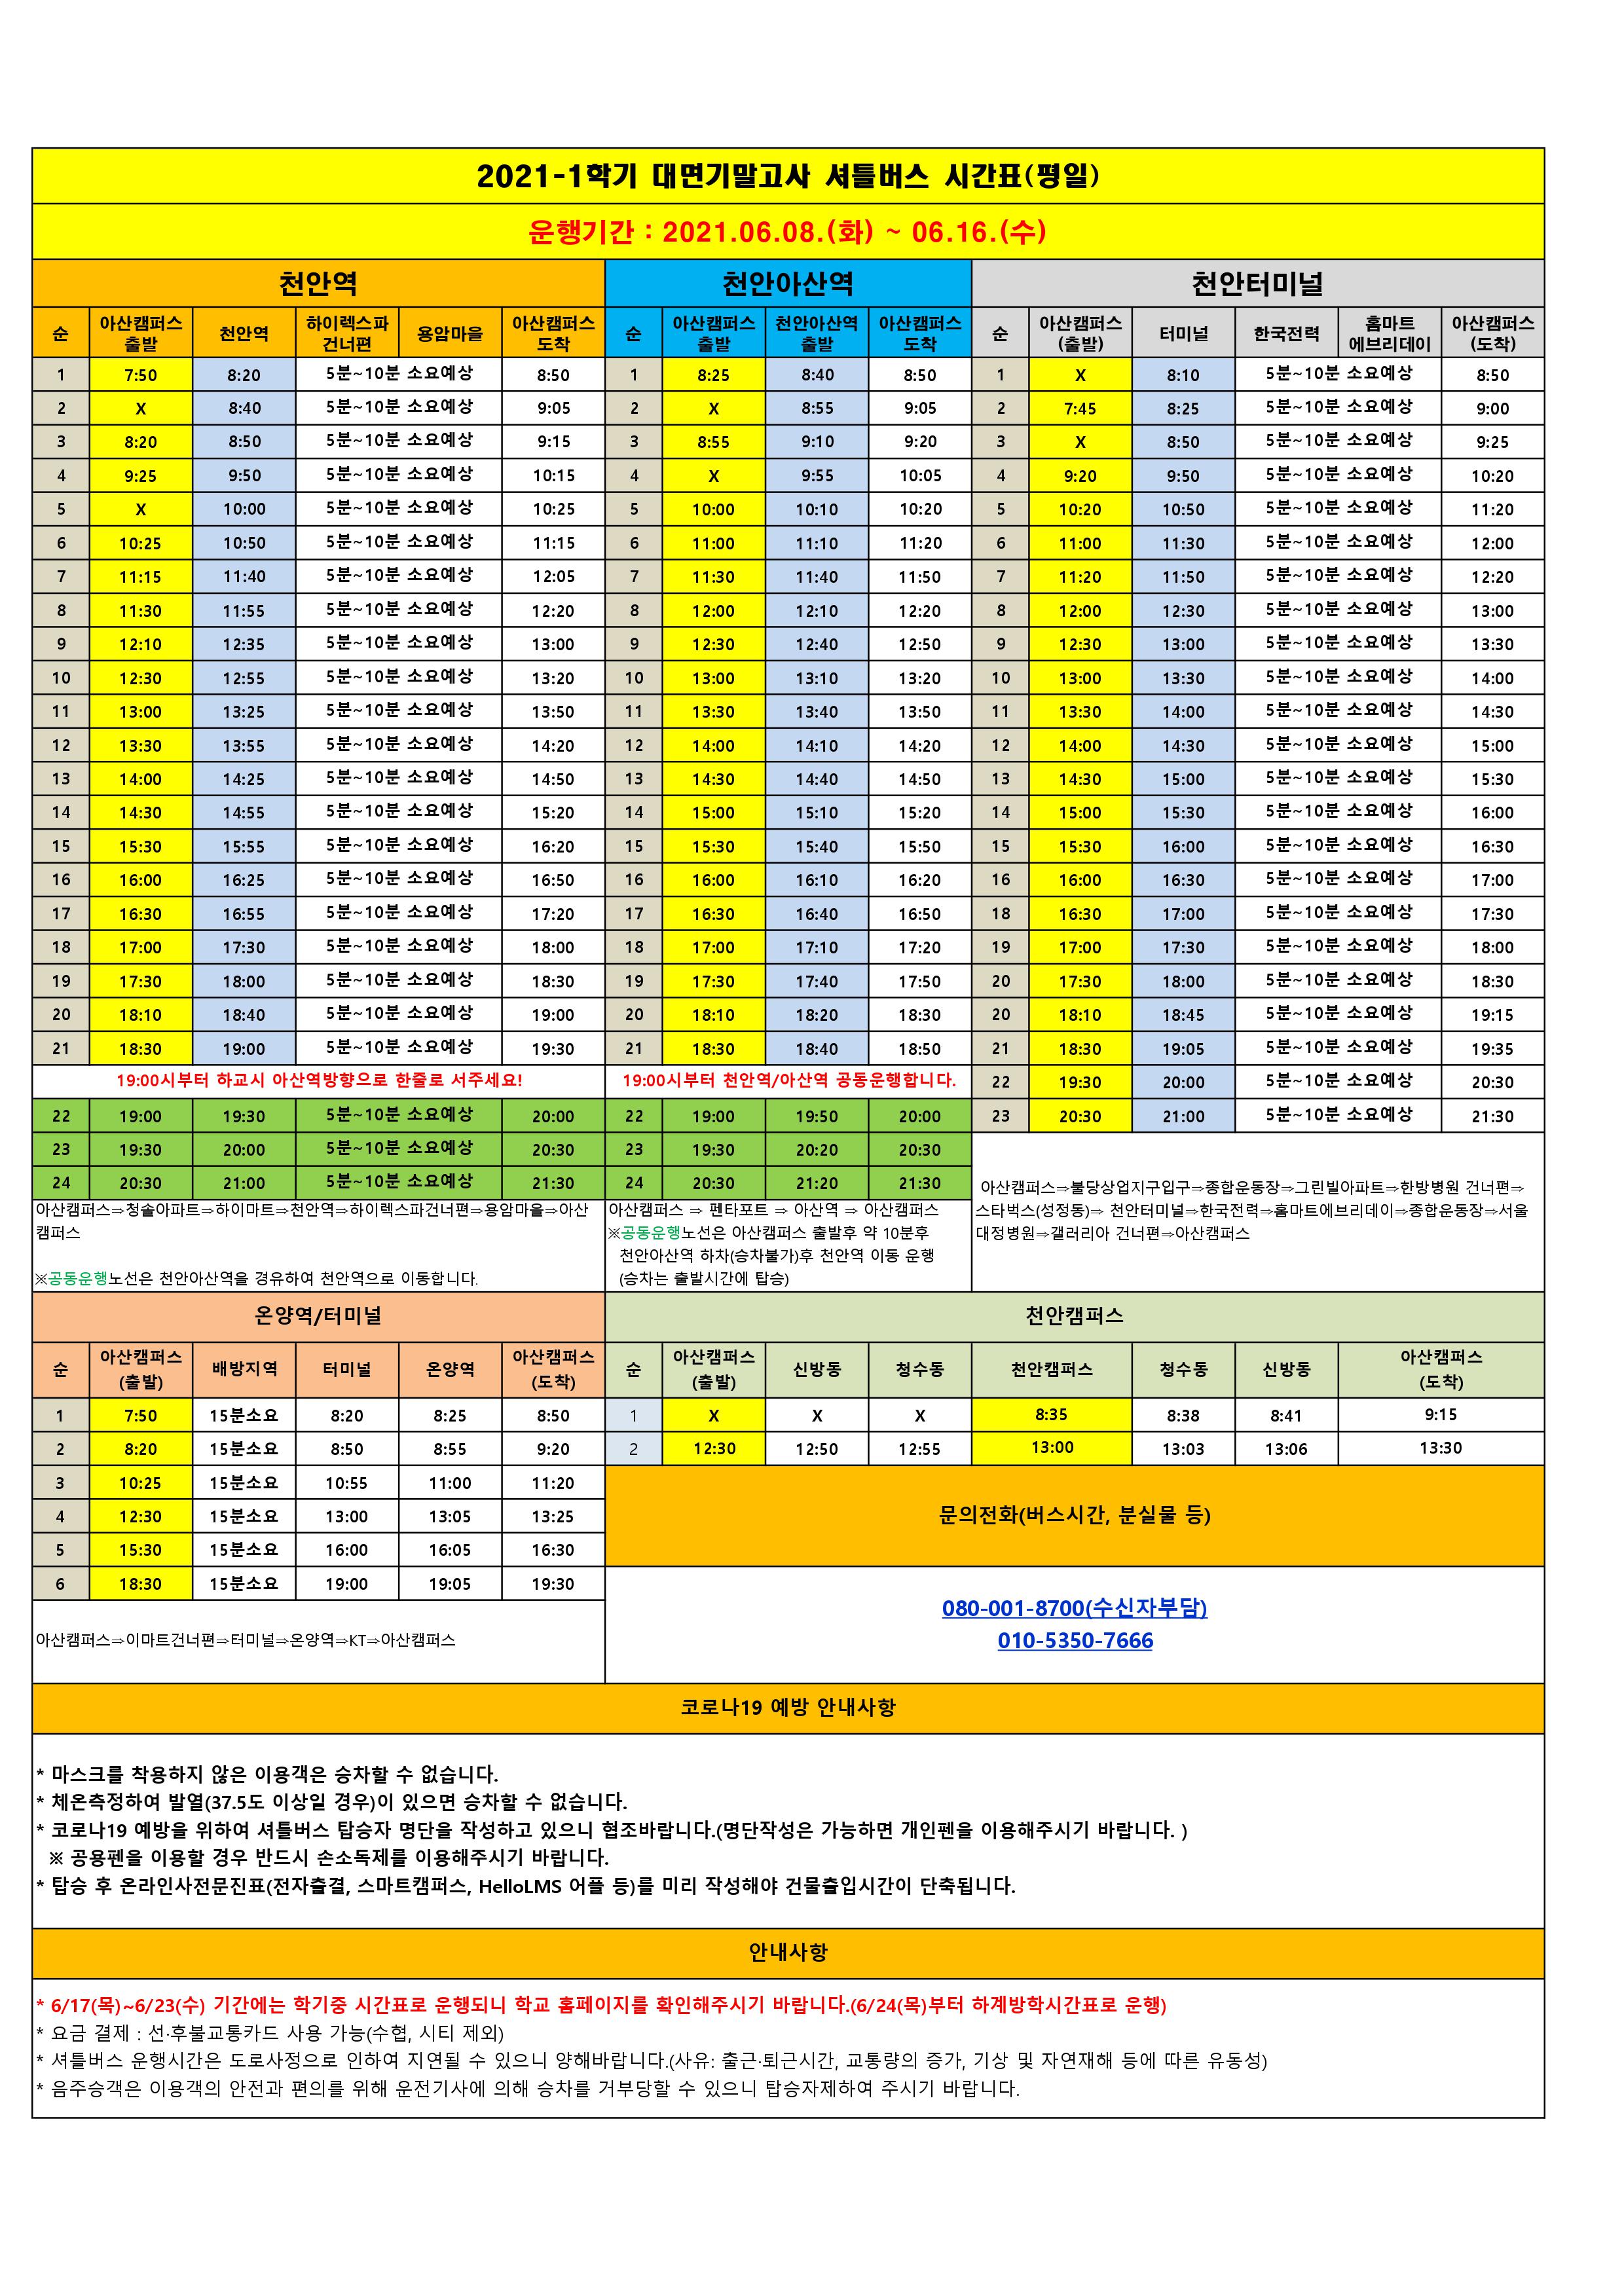 2021-1학기 대면기말고사 셔틀버스 시간표(평일)
운행기간 : 2021.06.08.(화) ~ 06.16.(수)
천안역 천안아산역 천안터미널
순 아산캠퍼스 출발 천안역 하이렉스파 건너편 용암마을 아산캠퍼스 도착 순 아산캠퍼스 출발 천안아산역 출발 아산캠퍼스 도착 순 아산캠퍼스 (출발) 터미널 한국전력 홈마트 에브리데이 아산캠퍼스 (도착)
1 7:50 8:20 5분~10분 소요예상 8:50 1 8:25 8:40 8:50 1 X 8:10 5분~10분 소요예상 8:50
2 X 8:40 5분~10분 소요예상 9:05 2 X 8:55 9:05 2 7:45 8:25 5분~10분 소요예상 9:00
3 8:20 8:50 5분~10분 소요예상 9:15 3 8:55 9:10 9:20 3 X 8:50 5분~10분 소요예상 9:25
4 9:25 9:50 5분~10분 소요예상 10:15 4 X 9:55 10:05 4 9:20 9:50 5분~10분 소요예상 10:20
5 X 10:00 5분~10분 소요예상 10:25 5 10:00 10:10 10:20 5 10:20 10:50 5분~10분 소요예상 11:20
6 10:25 10:50 5분~10분 소요예상 11:15 6 11:00 11:10 11:20 6 11:00 11:30 5분~10분 소요예상 12:00
7 11:15 11:40 5분~10분 소요예상 12:05 7 11:30 11:40 11:50 7 11:20 11:50 5분~10분 소요예상 12:20
8 11:30 11:55 5분~10분 소요예상 12:20 8 12:00 12:10 12:20 8 12:00 12:30 5분~10분 소요예상 13:00
9 12:10 12:35 5분~10분 소요예상 13:00 9 12:30 12:40 12:50 9 12:30 13:00 5분~10분 소요예상 13:30
10 12:30 12:55 5분~10분 소요예상 13:20 10 13:00 13:10 13:20 10 13:00 13:30 5분~10분 소요예상 14:00
11 13:00 13:25 5분~10분 소요예상 13:50 11 13:30 13:40 13:50 11 13:30 14:00 5분~10분 소요예상 14:30
12 13:30 13:55 5분~10분 소요예상 14:20 12 14:00 14:10 14:20 12 14:00 14:30 5분~10분 소요예상 15:00
13 14:00 14:25 5분~10분 소요예상 14:50 13 14:30 14:40 14:50 13 14:30 15:00 5분~10분 소요예상 15:30
14 14:30 14:55 5분~10분 소요예상 15:20 14 15:00 15:10 15:20 14 15:00 15:30 5분~10분 소요예상 16:00
15 15:30 15:55 5분~10분 소요예상 16:20 15 15:30 15:40 15:50 15 15:30 16:00 5분~10분 소요예상 16:30
16 16:00 16:25 5분~10분 소요예상 16:50 16 16:00 16:10 16:20 16 16:00 16:30 5분~10분 소요예상 17:00
17 16:30 16:55 5분~10분 소요예상 17:20 17 16:30 16:40 16:50 18 16:30 17:00 5분~10분 소요예상 17:30
18 17:00 17:30 5분~10분 소요예상 18:00 18 17:00 17:10 17:20 19 17:00 17:30 5분~10분 소요예상 18:00
19 17:30 18:00 5분~10분 소요예상 18:30 19 17:30 17:40 17:50 20 17:30 18:00 5분~10분 소요예상 18:30
20 18:10 18:40 5분~10분 소요예상 19:00 20 18:10 18:20 18:30 20 18:10 18:45 5분~10분 소요예상 19:15
21 18:30 19:00 5분~10분 소요예상 19:30 21 18:30 18:40 18:50 21 18:30 19:05 5분~10분 소요예상 19:35
19:00시부터 하교시 아산역방향으로 한줄로 서주세요! 19:00시부터 천안역/아산역 공동운행합니다. 22 19:30 20:00 5분~10분 소요예상 20:30
22 19:00 19:30 5분~10분 소요예상 20:00 22 19:00 19:50 20:00 23 20:30 21:00 5분~10분 소요예상 21:30
23 19:30 20:00 5분~10분 소요예상 20:30 23 19:30 20:20 20:30
24 20:30 21:00 5분~10분 소요예상 21:30 24 20:30 21:20 21:30
아산캠퍼스⇒청솔아파트⇒하이마트⇒천안역⇒하이렉스파건너편⇒용암마을⇒아산
캠퍼스
※공동운행노선은 천안아산역을 경유하여 천안역으로 이동합니다.
아산캠퍼스 ⇒ 펜타포트 ⇒ 아산역 ⇒ 아산캠퍼스
※공동운행노선은 아산캠퍼스 출발후 약 10분후
천안아산역 하차(승차불가)후 천안역 이동 운행
(승차는 출발시간에 탑승)
아산캠퍼스⇒불당상업지구입구⇒종합운동장⇒그린빌아파트⇒한방병원 건너편⇒
스타벅스(성정동)⇒ 천안터미널⇒한국전력⇒홈마트에브리데이⇒종합운동장⇒서울
대정병원⇒갤러리아 건너편⇒아산캠퍼스
온양역/터미널 천안캠퍼스
순 아산캠퍼스 (출발) 배방지역 터미널 온양역 아산캠퍼스 (도착) 순 아산캠퍼스 (출발) 신방동 청수동 천안캠퍼스 청수동 신방동 아산캠퍼스 (도착)
1 7:50 15분소요 8:20 8:25 8:50 1 X X X 8:35 8:38 8:41 9:15
2 8:20 15분소요 8:50 8:55 9:20 2 12:30 12:50 12:55 13:00 13:03 13:06 13:30
3 10:25 15분소요 10:55 11:00 11:20
4 12:30 15분소요 13:00 13:05 13:25
5 15:30 15분소요 16:00 16:05 16:30
6 18:30 15분소요 19:00 19:05 19:30
아산캠퍼스⇒이마트건너편⇒터미널⇒온양역⇒KT⇒아산캠퍼스
문의전화(버스시간, 분실물 등)
080-001-8700(수신자부담)
010-5350-7666
코로나19 예방 안내사항
* 마스크를 착용하지 않은 이용객은 승차할 수 없습니다.
* 체온측정하여 발열(37.5도 이상일 경우)이 있으면 승차할 수 없습니다.
* 코로나19 예방을 위하여 셔틀버스 탑승자 명단을 작성하고 있으니 협조바랍니다.(명단작성은 가능하면 개인펜을 이용해주시기 바랍니다. )
※ 공용펜을 이용할 경우 반드시 손소독제를 이용해주시기 바랍니다.
* 탑승 후 온라인사전문진표(전자출결, 스마트캠퍼스, HelloLMS 어플 등)를 미리 작성해야 건물출입시간이 단축됩니다.
안내사항
* 6/17(목)~6/23(수) 기간에는 학기중 시간표로 운행되니 학교 홈페이지를 확인해주시기 바랍니다.(6/24(목)부터 하계방학시간표로 운행)
* 요금 결제 : 선·후불교통카드 사용 가능(수협, 시티 제외)
* 셔틀버스 운행시간은 도로사정으로 인하여 지연될 수 있으니 양해바랍니다.(사유: 출근·퇴근시간, 교통량의 증가, 기상 및 자연재해 등에 따른 유동성)
* 음주승객은 이용객의 안전과 편의를 위해 운전기사에 의해 승차를 거부당할 수 있으니 탑승자제하여 주시기 바랍니다.